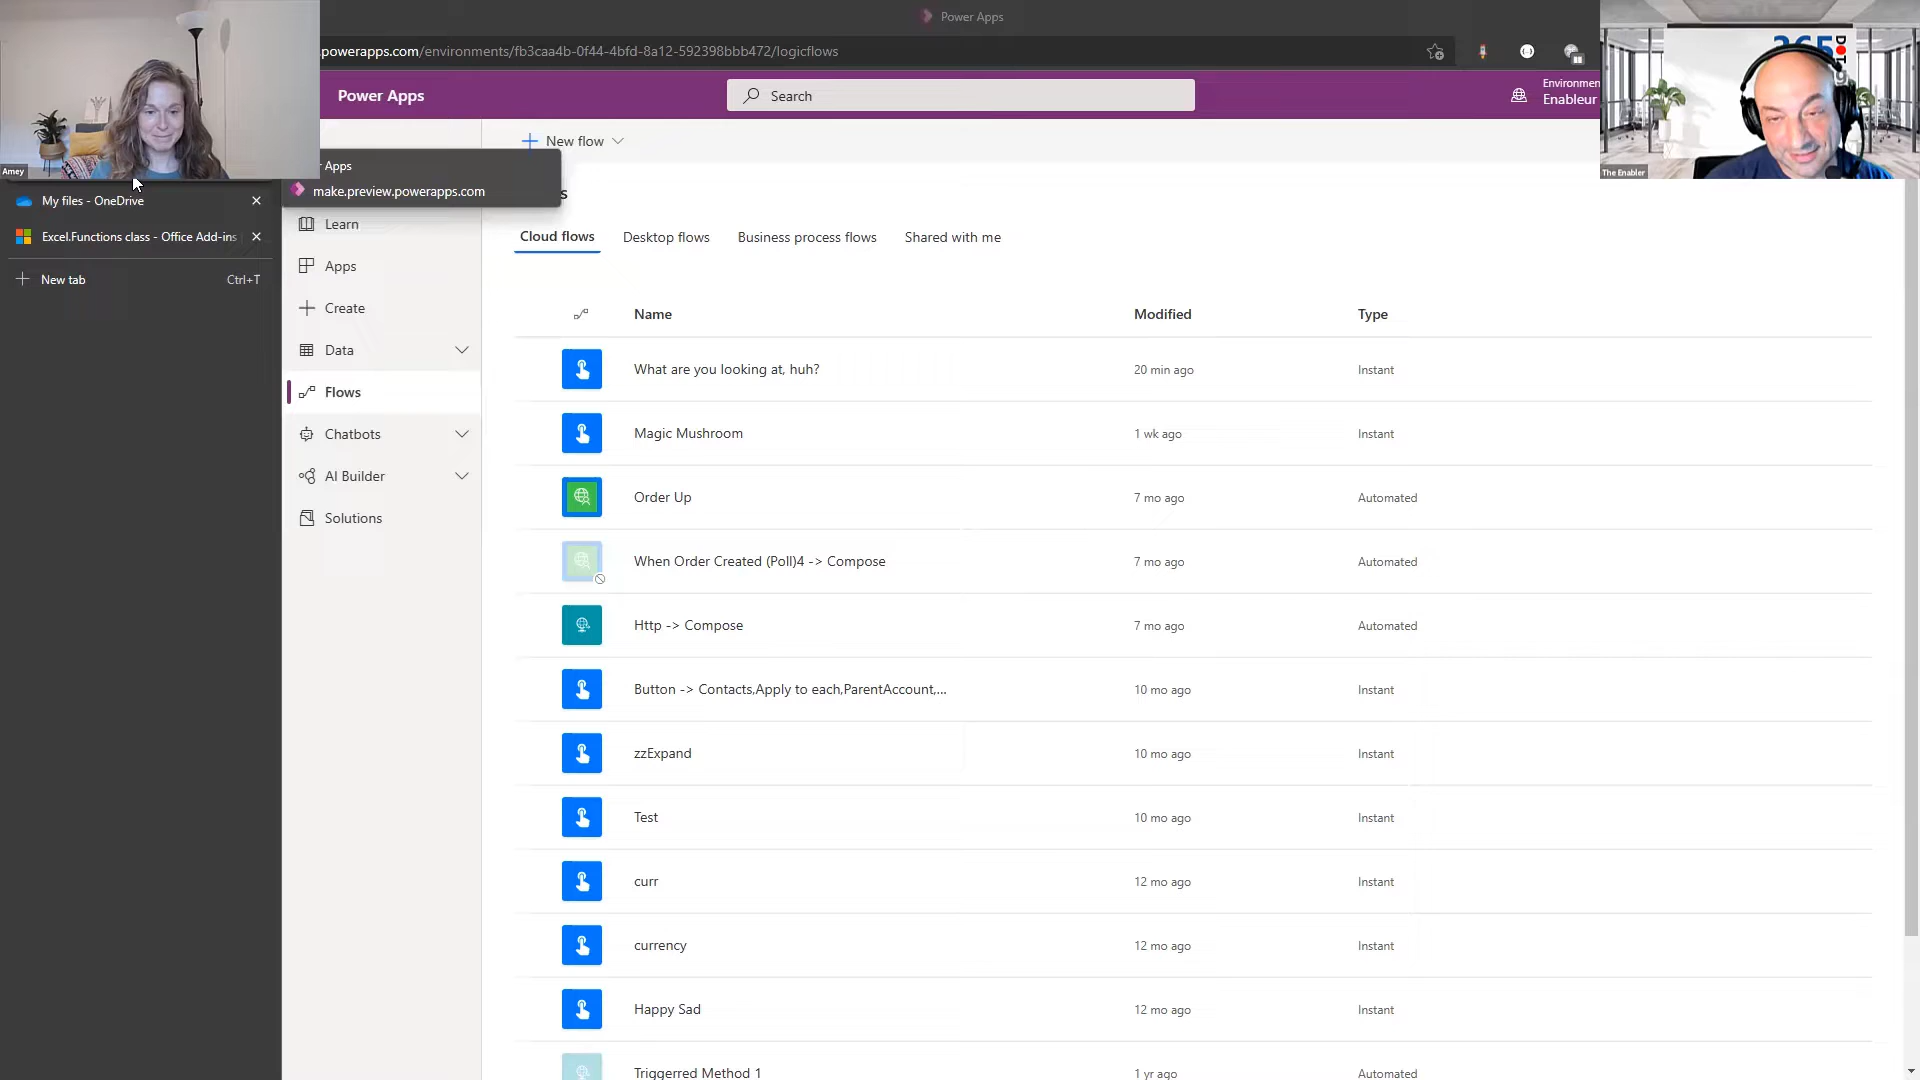 Power Apps
powerapps.com/environments/fb3caa4b-0f44-4bfd-8a12-592398bbb472/logicflows
Power Apps
Search
Environmen
Enableur
365
DOT
Amey
The Enabler
New flow
Apps
make.preview.powerapps.com
s
My files - OneDrive
Excel.Functions class - Office Add-ins
New tab Ctrl+T
Learn
Apps
Create
Data
Flows
Chatbots
AI Builder
Solutions
Cloud flows Desktop flows Business process flows Shared with me
Name Modified Type
What are you looking at, huh? 20 min ago Instant
Magic Mushroom 1 wk ago Instant
Order Up 7 mo ago Automated
When Order Created (Poll)4 -> Compose 7 mo ago Automated
Http -> Compose 7 mo ago Automated
Button -> Contacts,Apply to each,ParentAccount,... 10 mo ago Instant
zzExpand 10 mo ago Instant
Test 10 mo ago Instant
curr 12 mo ago Instant
currency 12 mo ago Instant
Happy Sad 12 mo ago Instant
Triggerred Method 1 1 yr ago Automated